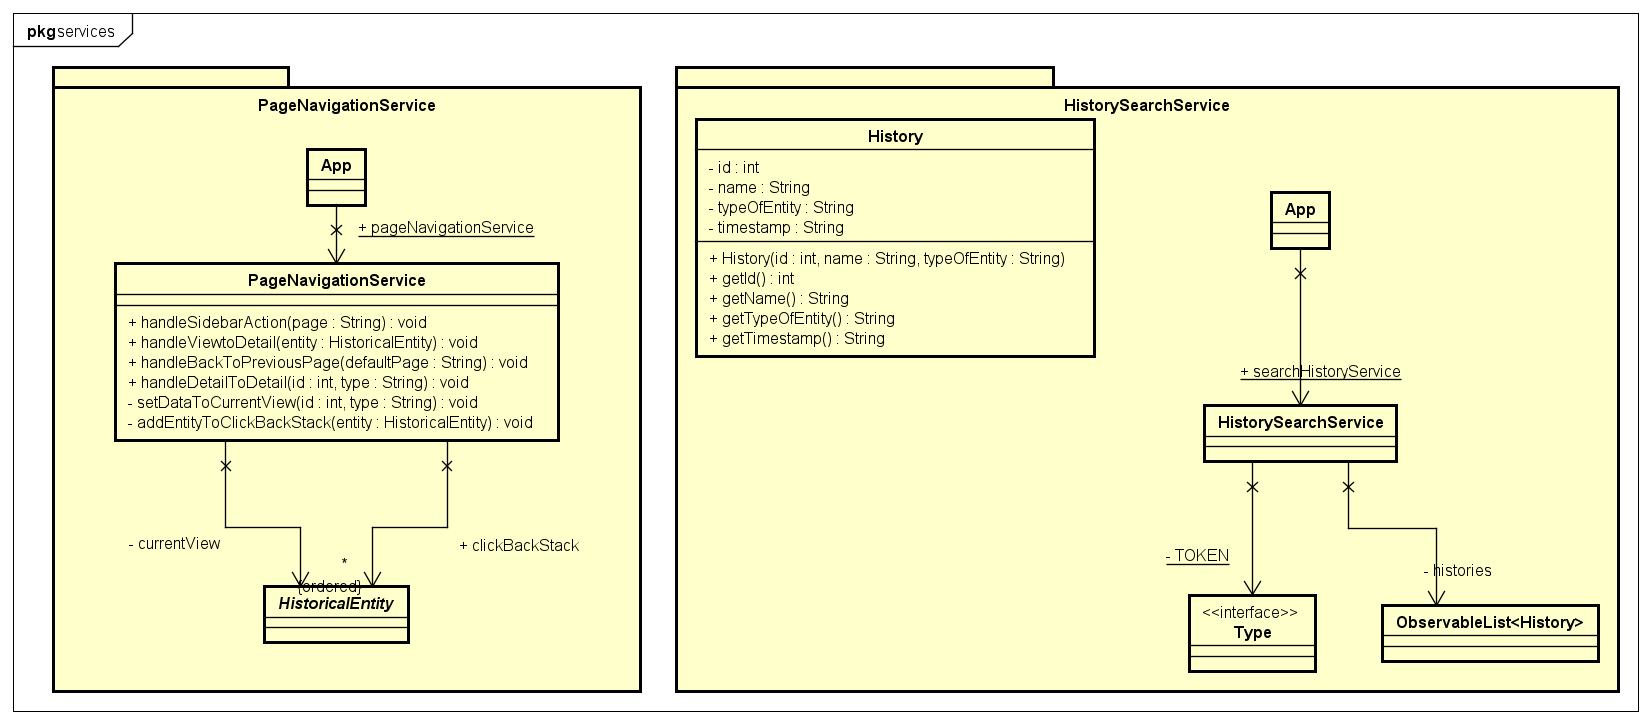 pkg services
PageNavigationService
App
+ pageNavigationService
PageNavigationService
+ handleSidebarAction(page : String) : void
+ handleViewtoDetail(entity : HistoricalEntity) : void
+ handleBackToPreviousPage(defaultPage : String) : void
+ handleDetailToDetail(id : int, type : String) : void
- setDataToCurrentView(id : int, type : String) : void
- addEntityToClickBackStack(entity : HistoricalEntity) : void
- currentView
+ clickBackStack
*
{ordered}
HistoricalEntity
HistorySearchService
History
- id : int
- name : String
- typeOfEntity : String
- timestamp : String
+ History(id : int, name : String, typeOfEntity : String)
+ getId() : int
+ getName() : String
+ getTypeOfEntity() : String
+ getTimestamp() : String
App
+ searchHistoryService
HistorySearchService
- TOKEN
- histories
<<interface>>
Type
ObservableList<History>